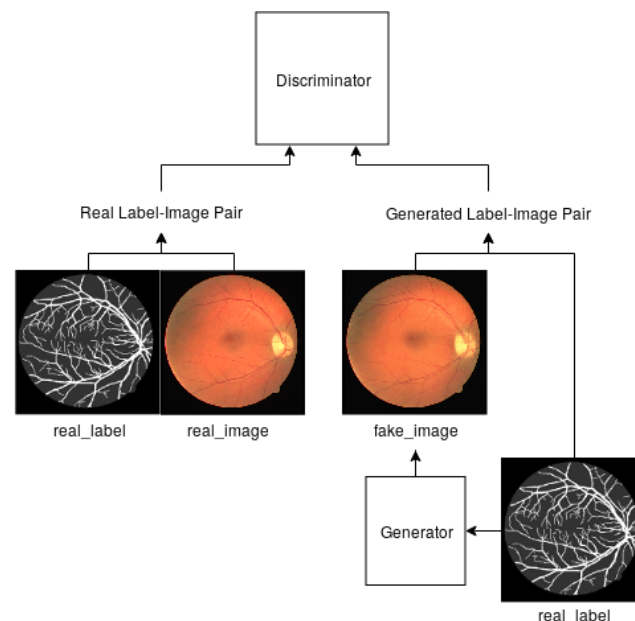 Discriminator
Real Label-Image Pair
Generated Label-Image Pair
real_label
real_image
fake_image
Generator
real_label